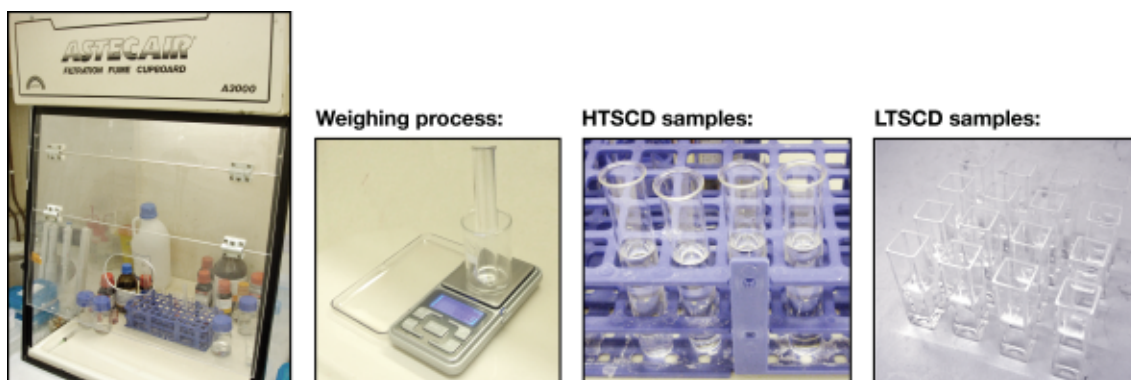 ASTECAIR
FILTRATION FUME CUPBOARD
A3000
Weighing process:
HTSCD samples:
LTSCD samples: